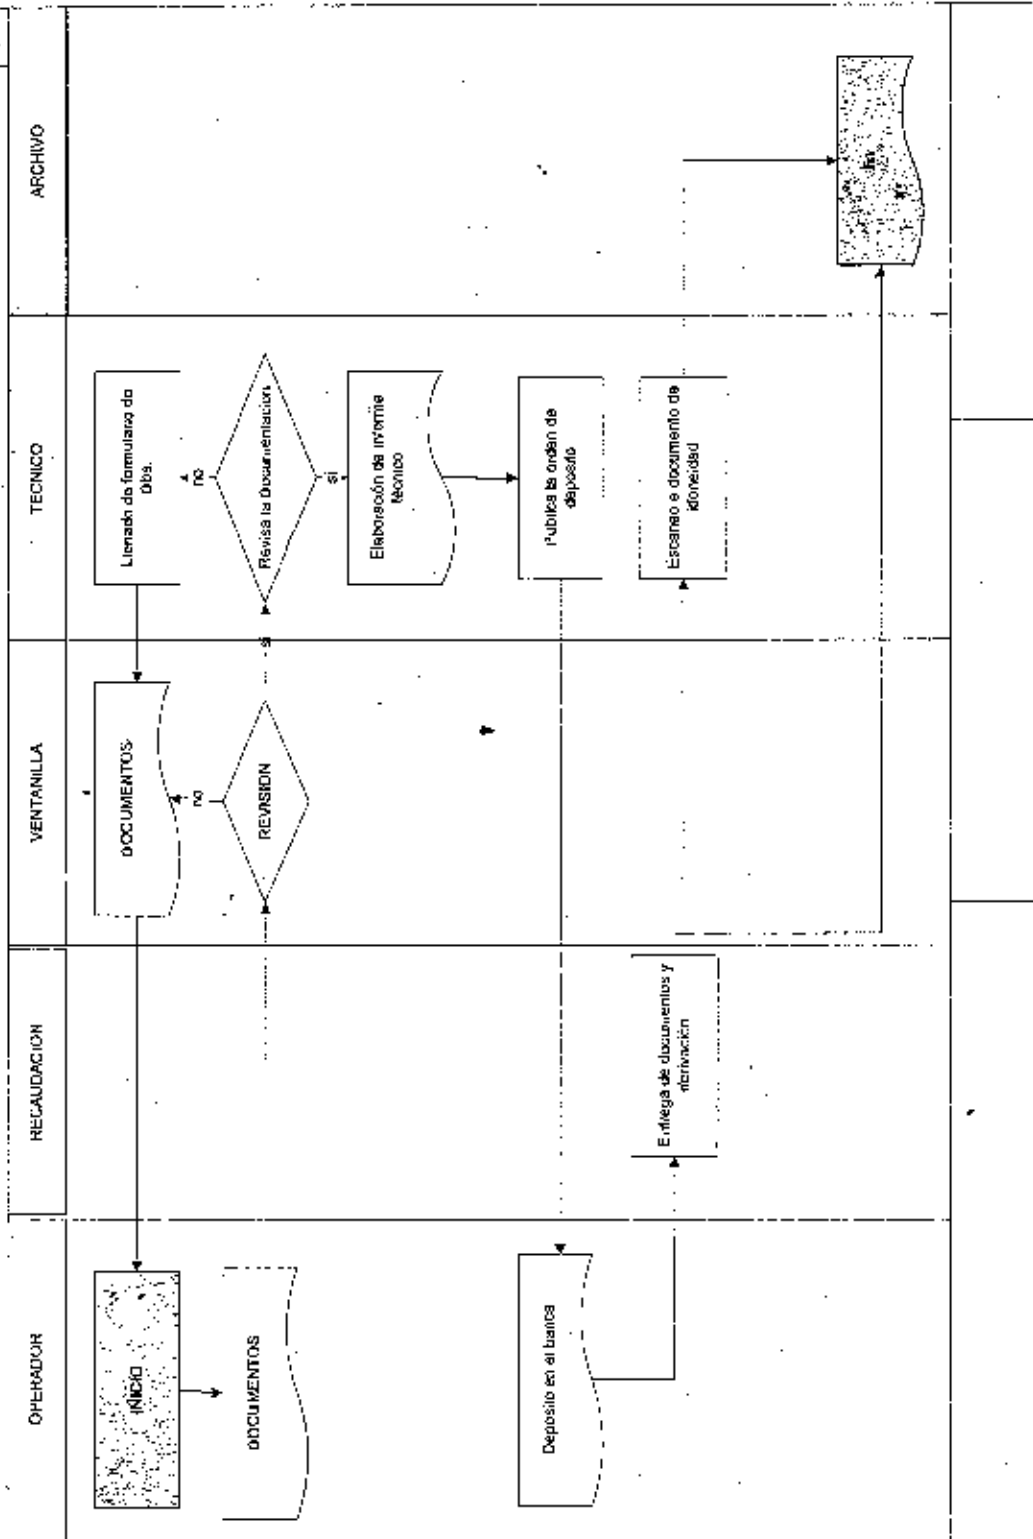 OPERADOR
RECAUDACION
VENTANILLA
TECNICO
ARCHIVO
INICIO
DOCUMENTOS
Llenado de formulario de
Obs.
DOCUMENTOS
no
REVISION
si
no
Revisa la Documentacion
si
Elaboración de informe
técnico
Publica la orden de
deposito
Deposito en el banco
Entrega de documentos y
derivación
Escaneo e documento de
idoneidad